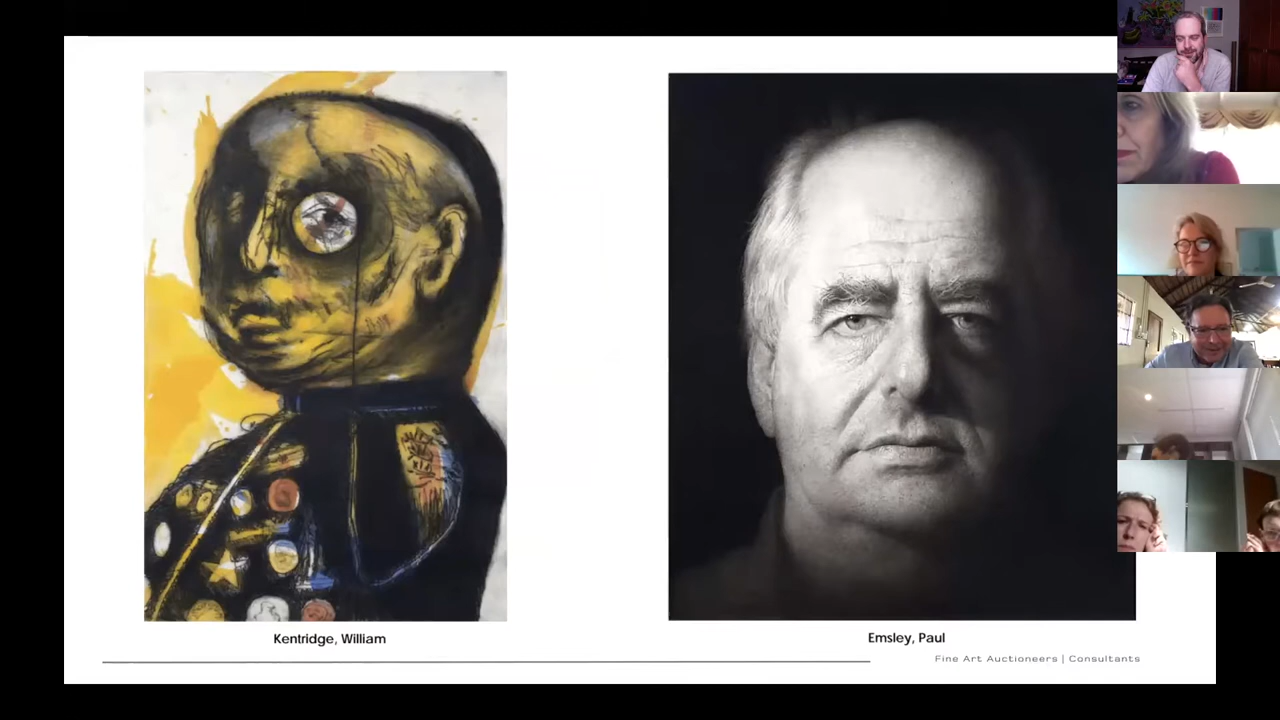 Kentridge, William
Emsley, Paul
Fine Art Auctioneers | Consultants